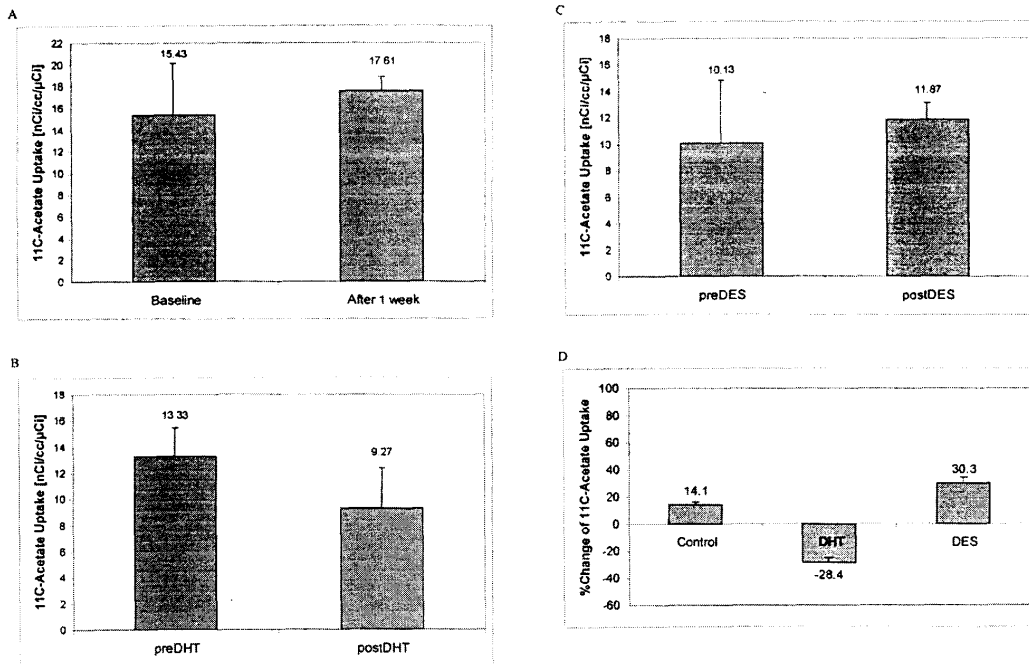 A
11C-Acetate Uptake [nCi/cc/µCi]
22
20
18
16
14
12
10
8
6
4
2
0
15.43
17 61
Baseline
After 1 week
B
11C-Acetate Uptake [nCi/cc/µCi]
18
16
14
12
10
8
6
4
2
0
13 33
9 27
preDHT
postDHT
C
11C-Acetate Uptake [nCi/cc/µCi]
18
16
14
12
10
8
6
4
2
0
10.13
11.87
preDES
postDES
D
%Change of 11C-Acetate Uptake
100
80
60
40
20
0
-20
-40
-60
14.1
-28.4
30.3
Control
DHT
DES